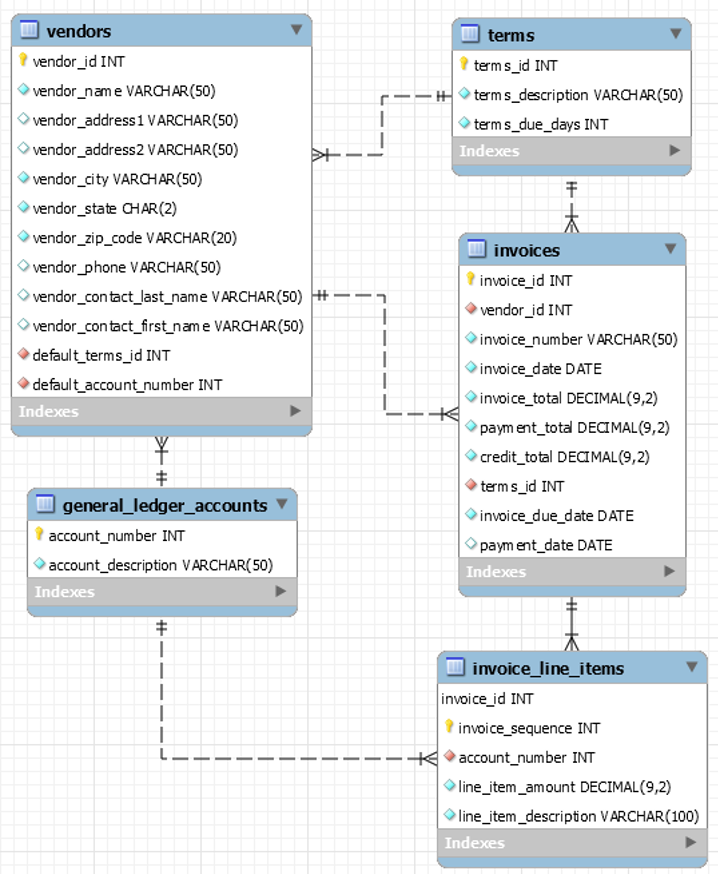 vendors
vendor_id INT
vendor_name VARCHAR(50)
vendor_address1 VARCHAR(50)
vendor_address2 VARCHAR(50)
vendor_city VARCHAR(50)
vendor_state CHAR(2)
vendor_zip_code VARCHAR(20)
vendor_phone VARCHAR(50)
vendor_contact_last_name VARCHAR(50)
vendor_contact_first_name VARCHAR(50)
default_terms_id INT
default_account_number INT
Indexes
terms
terms_id INT
terms_description VARCHAR(50)
terms_due_days INT
Indexes
invoices
invoice_id INT
vendor_id INT
invoice_number VARCHAR(50)
invoice_date DATE
invoice_total DECIMAL(9,2)
payment_total DECIMAL(9,2)
credit_total DECIMAL(9,2)
terms_id INT
invoice_due_date DATE
payment_date DATE
Indexes
general_ledger_accounts
account_number INT
account_description VARCHAR(50)
Indexes
invoice_line_items
invoice_id INT
invoice_sequence INT
account_number INT
line_item_amount DECIMAL(9,2)
line_item_description VARCHAR(100)
Indexes